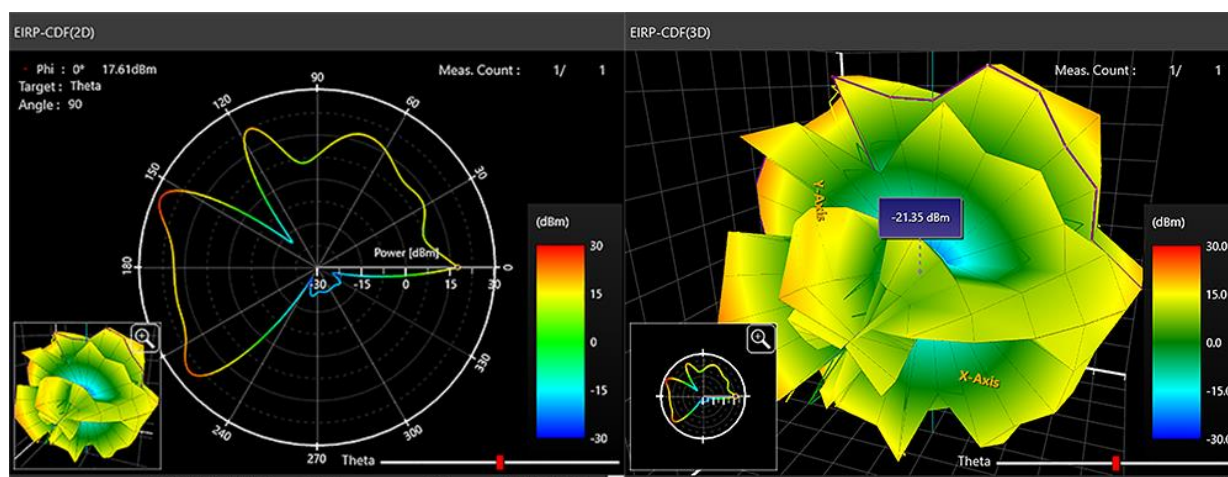 EIRP-CDF(2D)
Phi : 0° 17.61dBm
Target : Theta
Angle : 90
Meas. Count : 1/ 1
90
120
60
150
30
Power [dBm]
180
-30 -15 0 15 30
0
330
240
300
270
(dBm)
30
15
0
-15
-30
Theta
EIRP-CDF(3D)
Meas. Count : 1/ 1
Y-Axis
-21.35 dBm
X-Axis
(dBm)
30.0
15.0
0.0
-15.0
-30.0
Theta